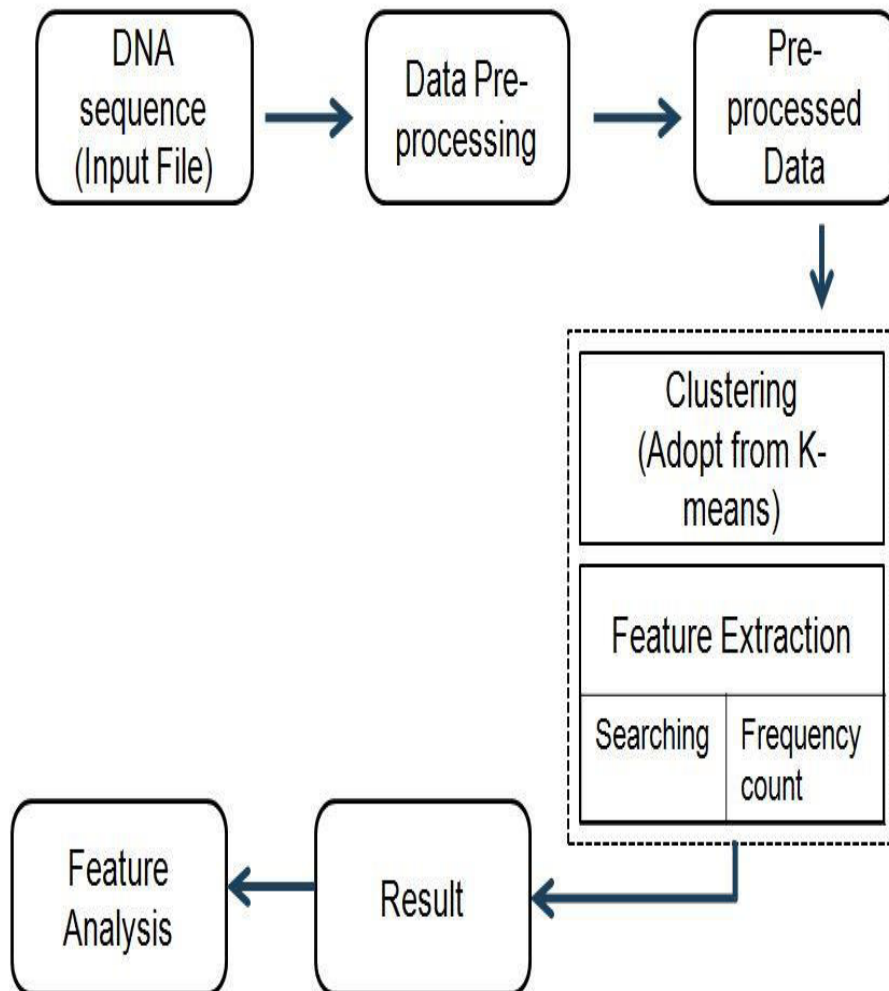 DNA
sequence
(Input File)
Data Pre-
processing
Pre-
processed
Data
Clustering
(Adopt from K-
means)
Feature Extraction
Searching
Frequency
count
Result
Feature
Analysis